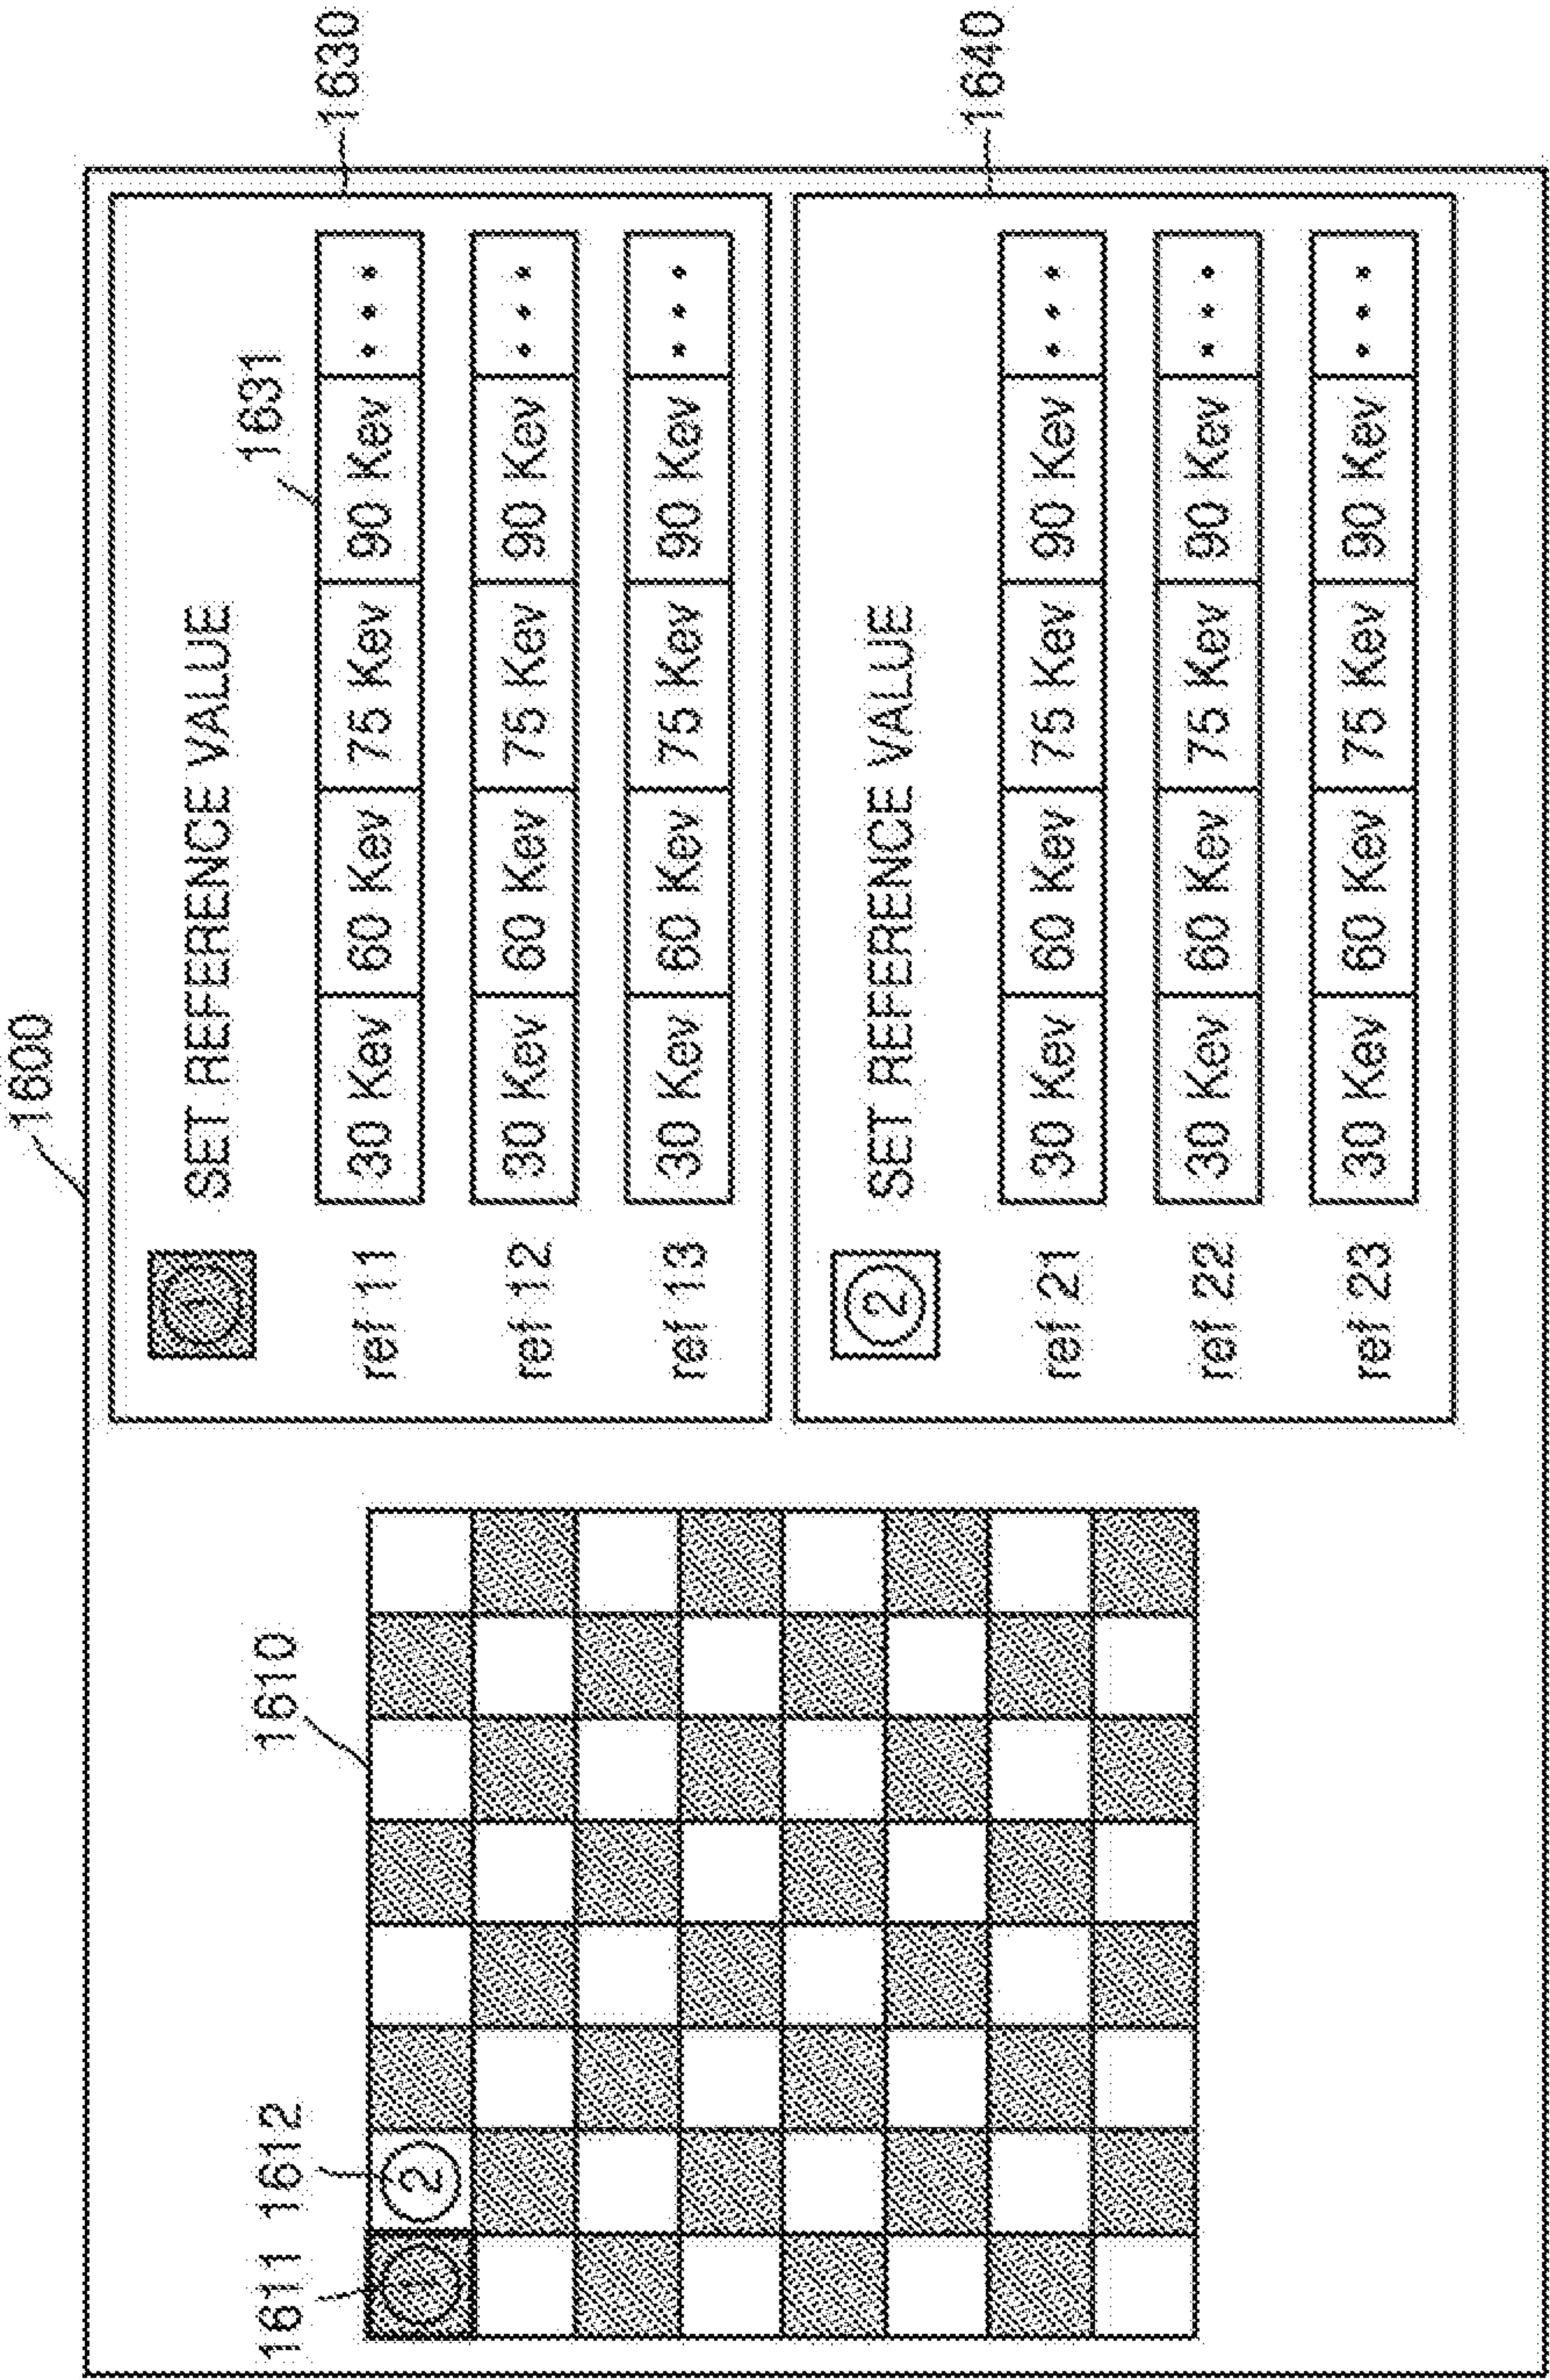 1600
1611 1612
1610
1
2
1
SET REFERENCE VALUE
1631
1630
ref 11 30 Kev 60 Kev 75 Kev 90 Kev • • •
ref 12 30 Kev 60 Kev 75 Kev 90 Kev • • •
ref 13 30 Kev 60 Kev 75 Kev 90 Kev • • •
2
SET REFERENCE VALUE
1640
ref 21 30 Kev 60 Kev 75 Kev 90 Kev • • •
ref 22 30 Kev 60 Kev 75 Kev 90 Kev • • •
ref 23 30 Kev 60 Kev 75 Kev 90 Kev • • •